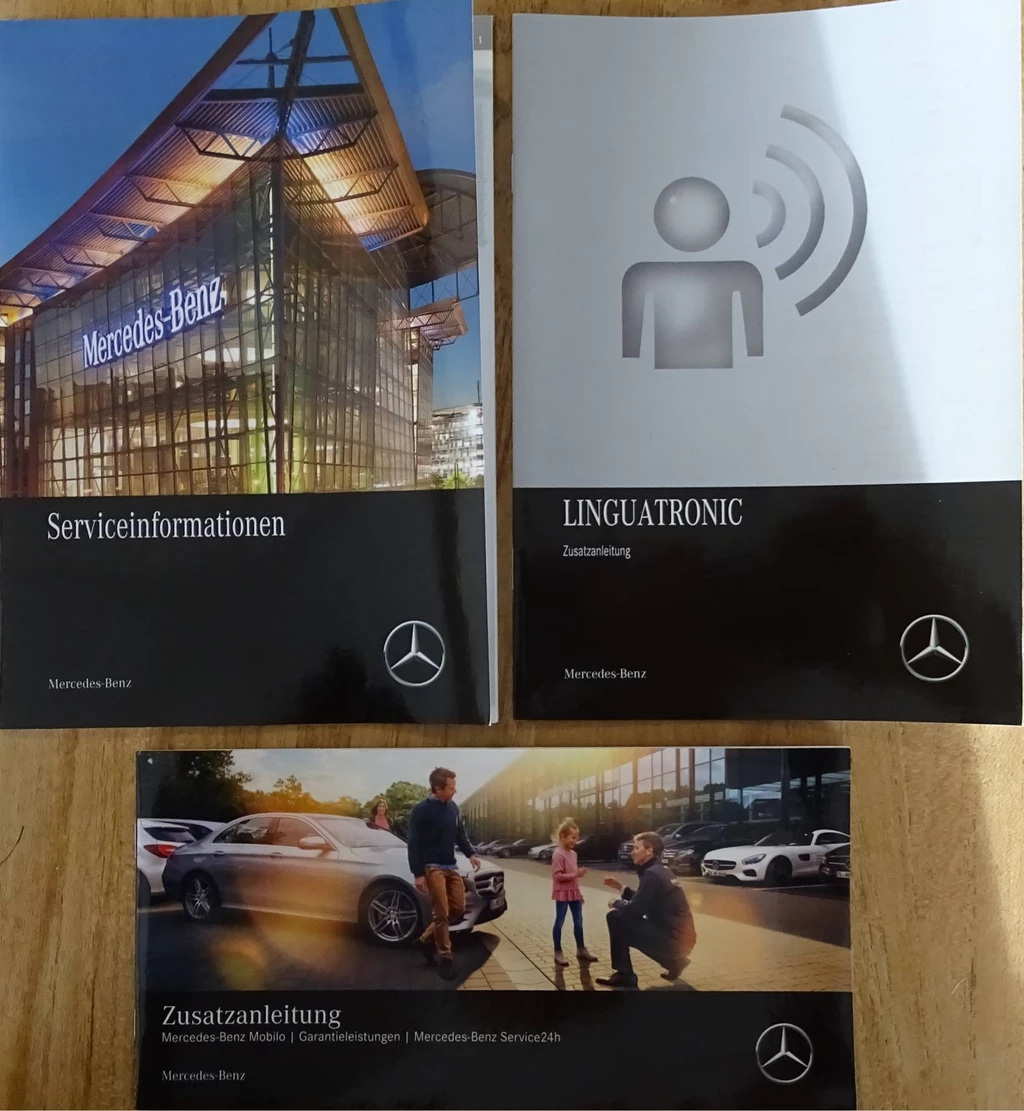 Mercedes-Benz
Serviceinformationen
Mercedes-Benz
1
LINGUATRONIC
Zusatzanleitung
Mercedes-Benz
Zusatzanleitung
Mercedes-Benz Mobilo | Garantieleistungen | Mercedes-Benz Service24h
Mercedes-Benz